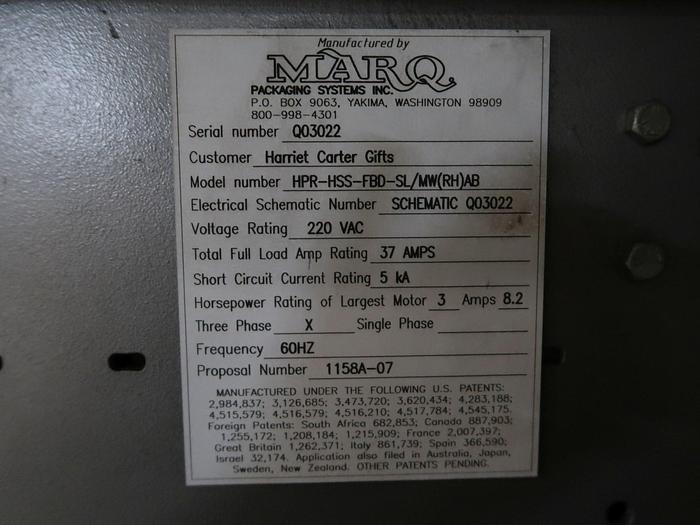 Manufactured by
MARQ
PACKAGING SYSTEMS INC.
P.O. BOX 9063, YAKIMA, WASHINGTON 98909
800-998-4301
Serial number Q03022
Customer Harriet Carter Gifts
Model number HPR-HSS-FBD-SL/MW(RH)AB
Electrical Schematic Number SCHEMATIC Q03022
Voltage Rating 220 VAC
Total Full Load Amp Rating 37 AMPS
Short Circuit Current Rating 5 kA
Horsepower Rating of Largest Motor 3 Amps 8.2
Three Phase X Single Phase
Frequency 60HZ
Proposal Number 1158A-07
MANUFACTURED UNDER THE FOLLOWING U.S. PATENTS:
2,984,837; 3,126,685; 3,473,720; 3,620,434; 4,283,188;
4,515,579; 4,516,579; 4,516,210; 4,517,784; 4,545,175.
Foreign Patents: South Africa 682,853; Canada 887,903;
1,255,172; 1,208,184; 1,215,909; France 2,007,397;
Great Britain 1,262,371; Italy 861,739; Spain 366,590;
Israel 32,174. Application also filed in Australia, Japan,
Sweden, New Zealand. OTHER PATENTS PENDING.